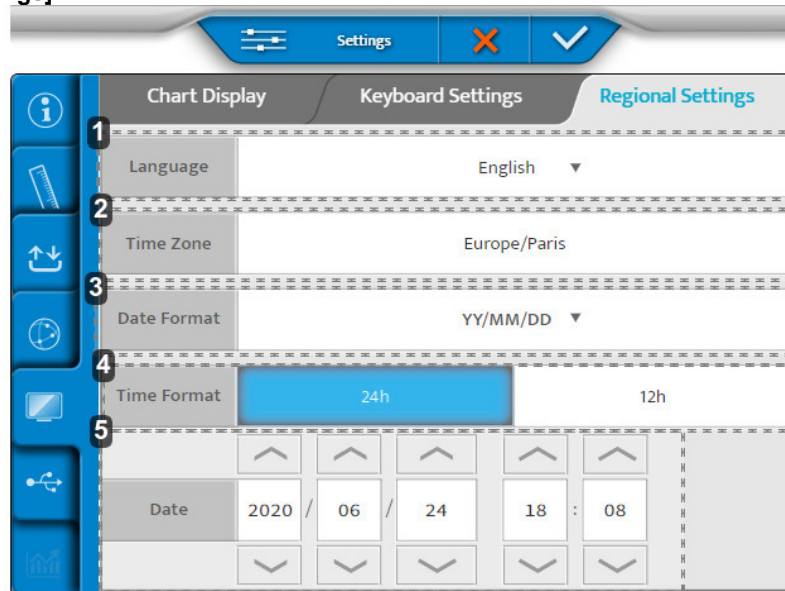 Settings
Chart Display Keyboard Settings Regional Settings
1
Language English ▼
2
Time Zone Europe/Paris
3
Date Format YY/MM/DD ▼
4
Time Format 24h 12h
5
Date 2020 / 06 / 24 18 : 08